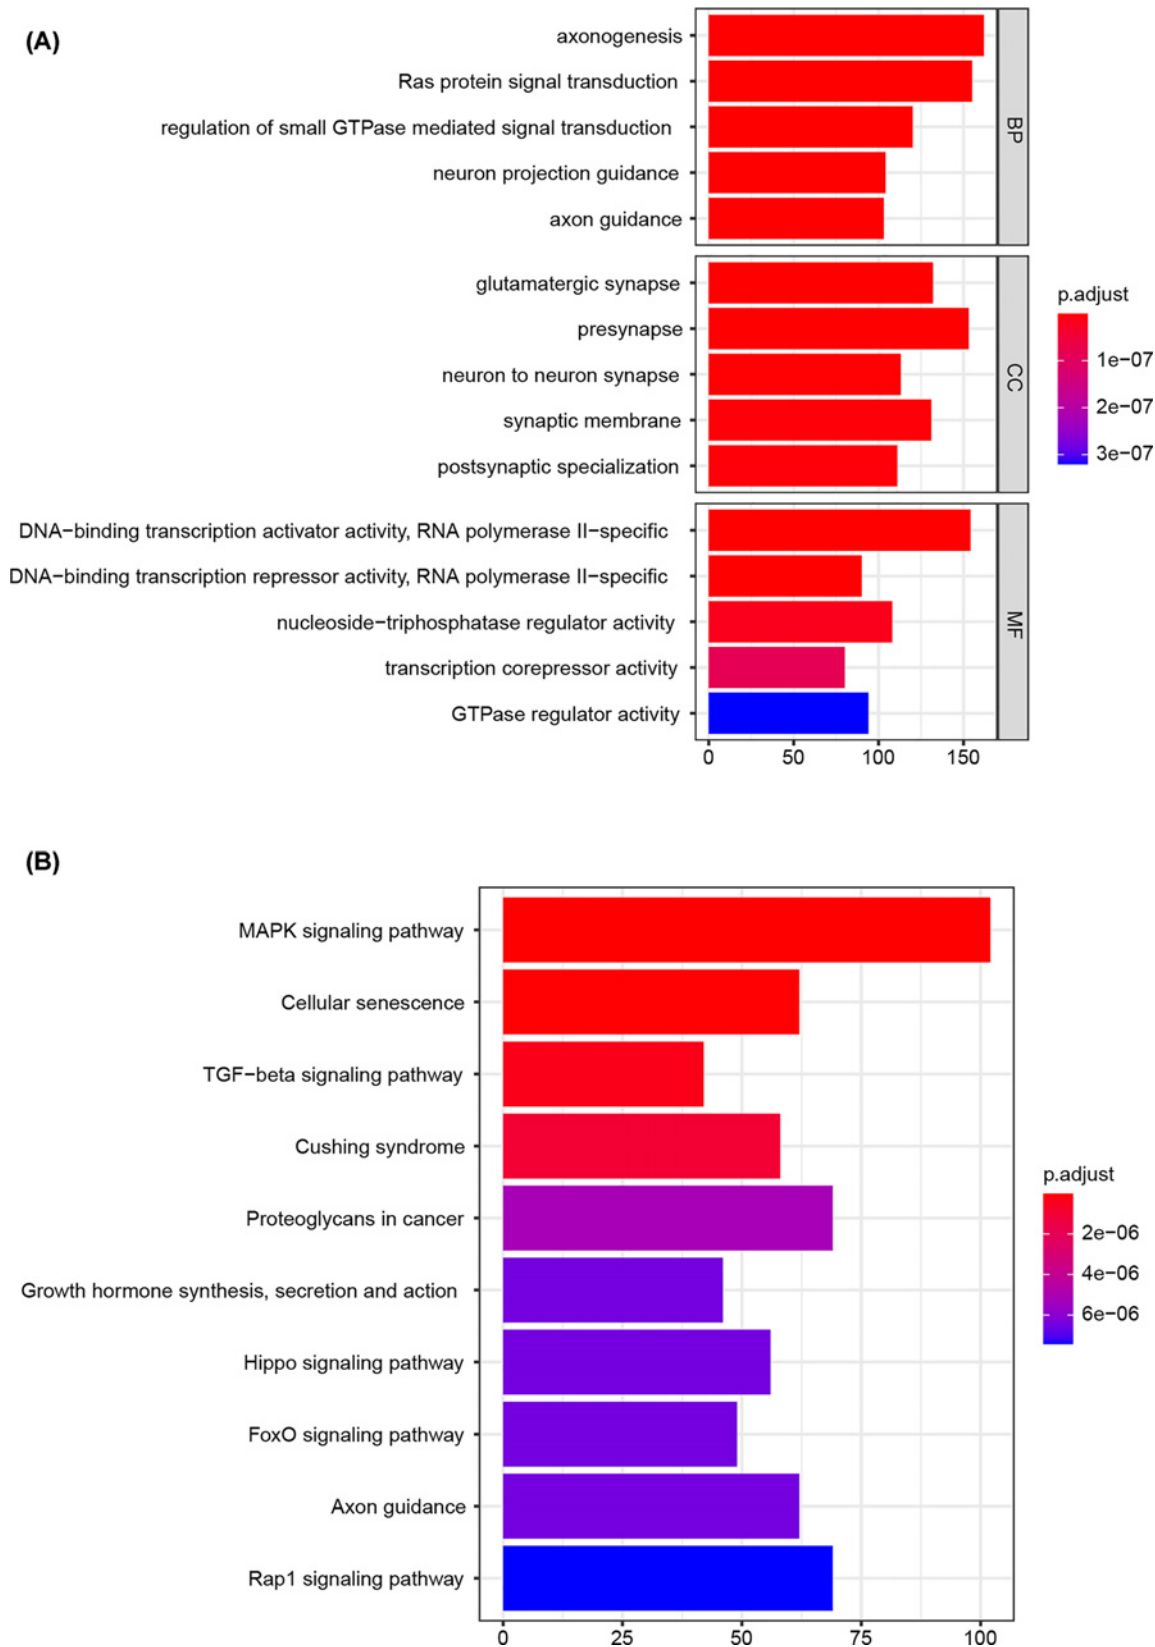 (A)
axonogenesis
Ras protein signal transduction
regulation of small GTPase mediated signal transduction
neuron projection guidance
axon guidance
BP
glutamatergic synapse
presynapse
neuron to neuron synapse
synaptic membrane
postsynaptic specialization
CC
DNA−binding transcription activator activity, RNA polymerase II−specific
DNA−binding transcription repressor activity, RNA polymerase II−specific
nucleoside−triphosphatase regulator activity
transcription corepressor activity
GTPase regulator activity
MF
0 50 100 150
p.adjust
1e−07
2e−07
3e−07
(B)
MAPK signaling pathway
Cellular senescence
TGF−beta signaling pathway
Cushing syndrome
Proteoglycans in cancer
Growth hormone synthesis, secretion and action
Hippo signaling pathway
FoxO signaling pathway
Axon guidance
Rap1 signaling pathway
0 25 50 75 100
p.adjust
2e−06
4e−06
6e−06